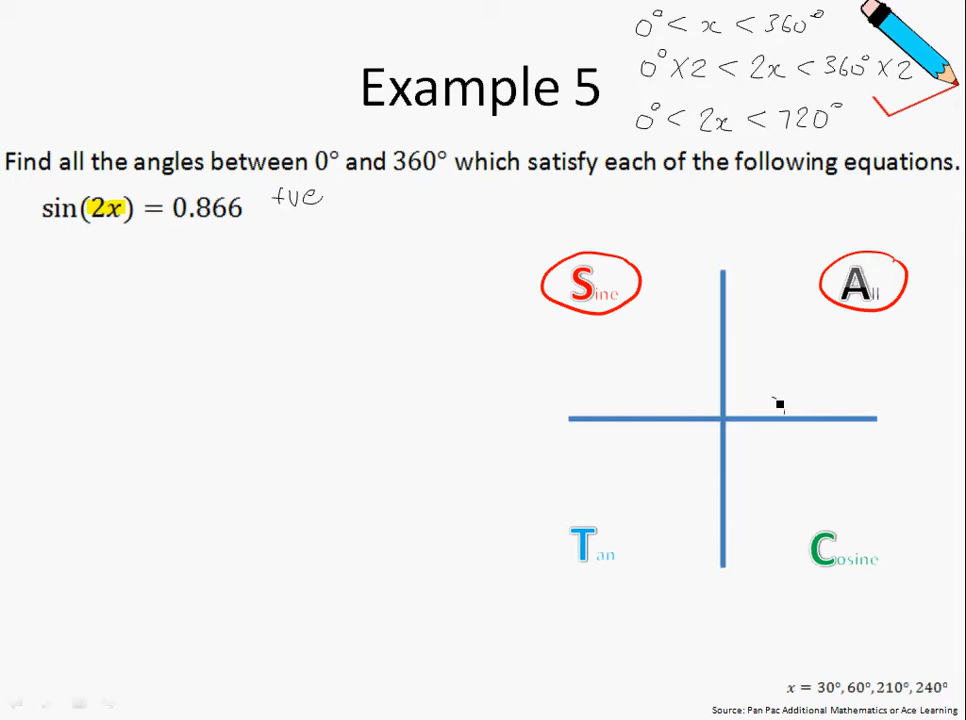 0° < x < 360°
0° X2 < 2x < 360° X2
Example 5
0° < 2x < 720°
Find all the angles between 0° and 360° which satisfy each of the following equations.
sin(2x) = 0.866 +ve
Sine All
Tan Cosine
x = 30°, 60°, 210°, 240°
Source: Pan Pac Additional Mathematics or Ace Learning